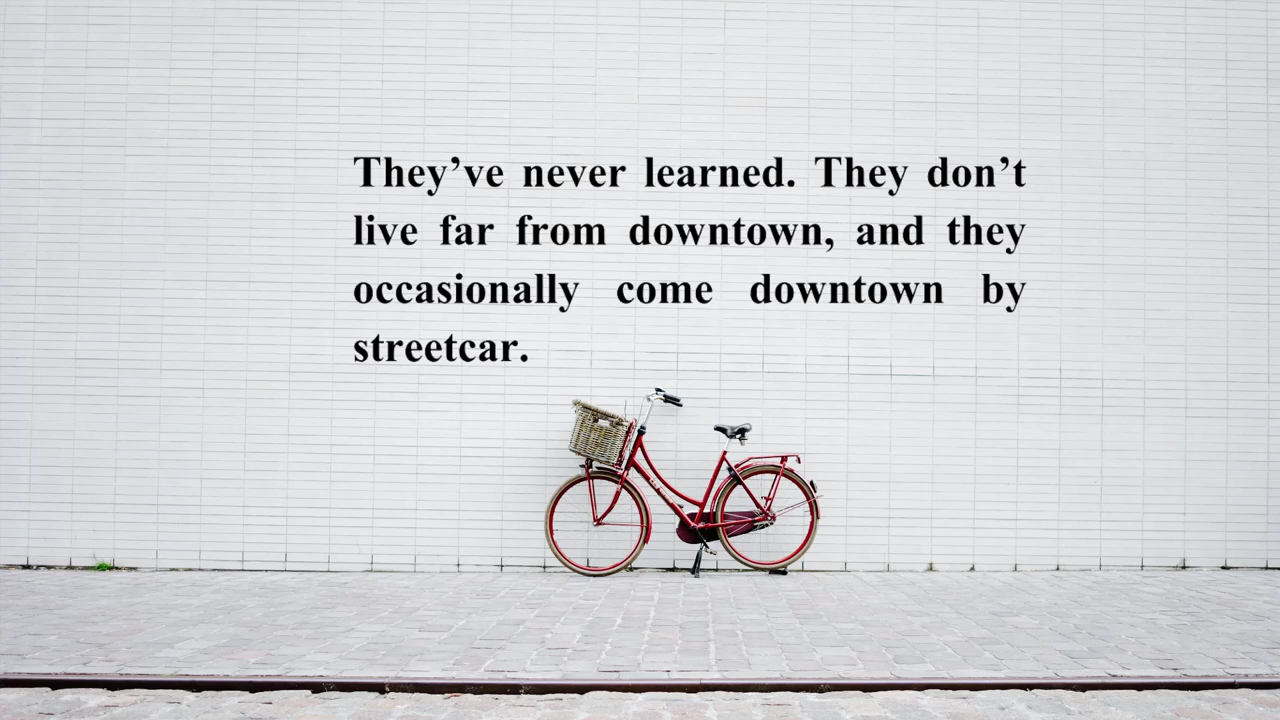 They’ve never learned. They don’t
live far from downtown, and they
occasionally come downtown by
streetcar.